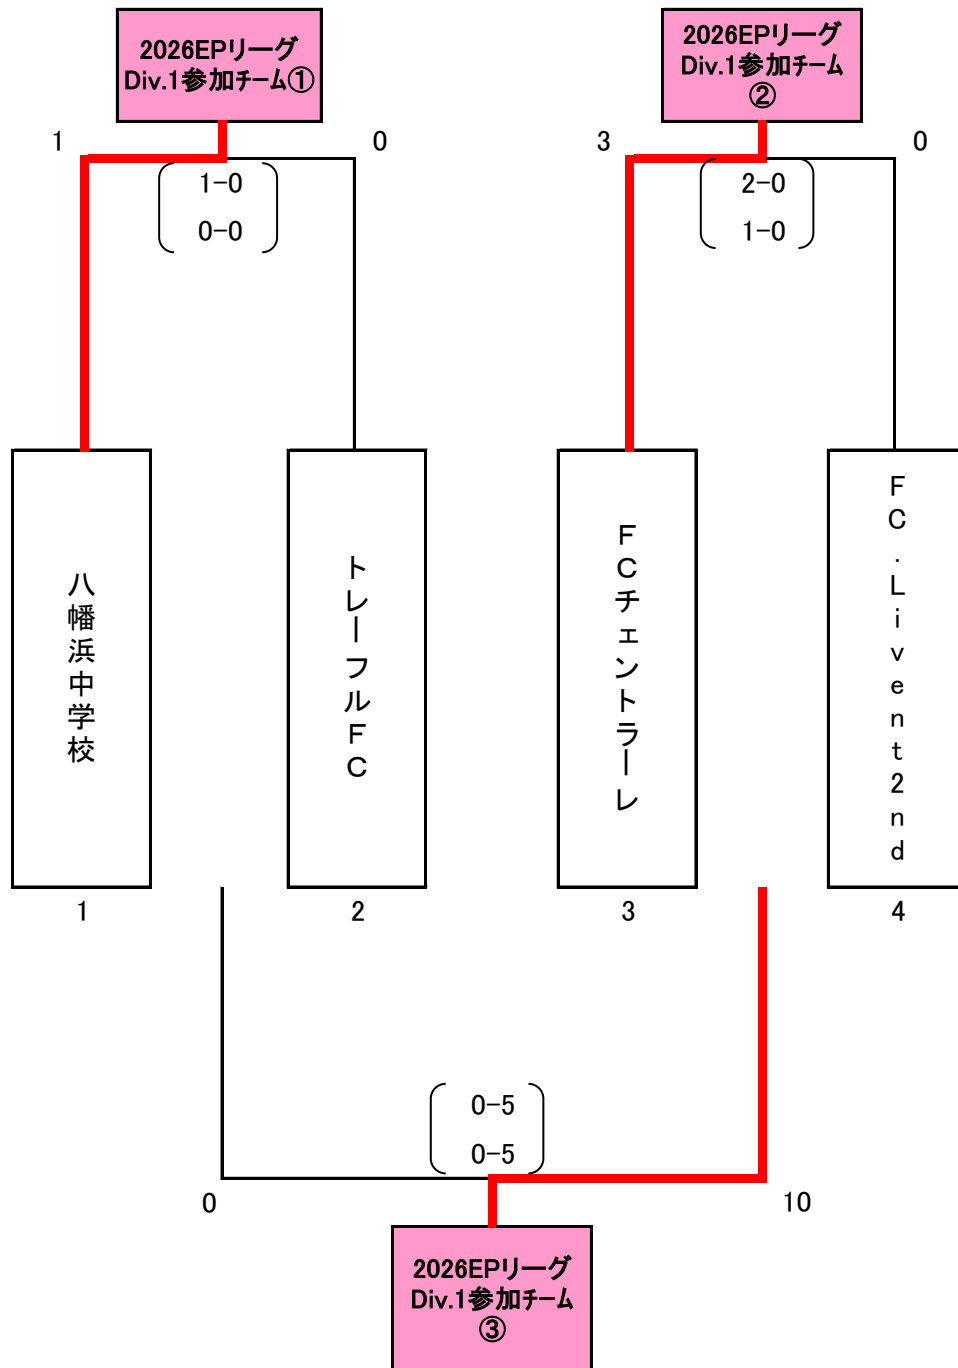 2026EPリーグ
Div.1参加チーム①
2026EPリーグ
Div.1参加チーム
②
1
0
3
0
1-0
0-0
2-0
1-0
八幡浜中学校
トレーフルFC
FCチェントラーレ
FC.Livent2nd
1
2
3
4
0-5
0-5
0
10
2026EPリーグ
Div.1参加チーム
③